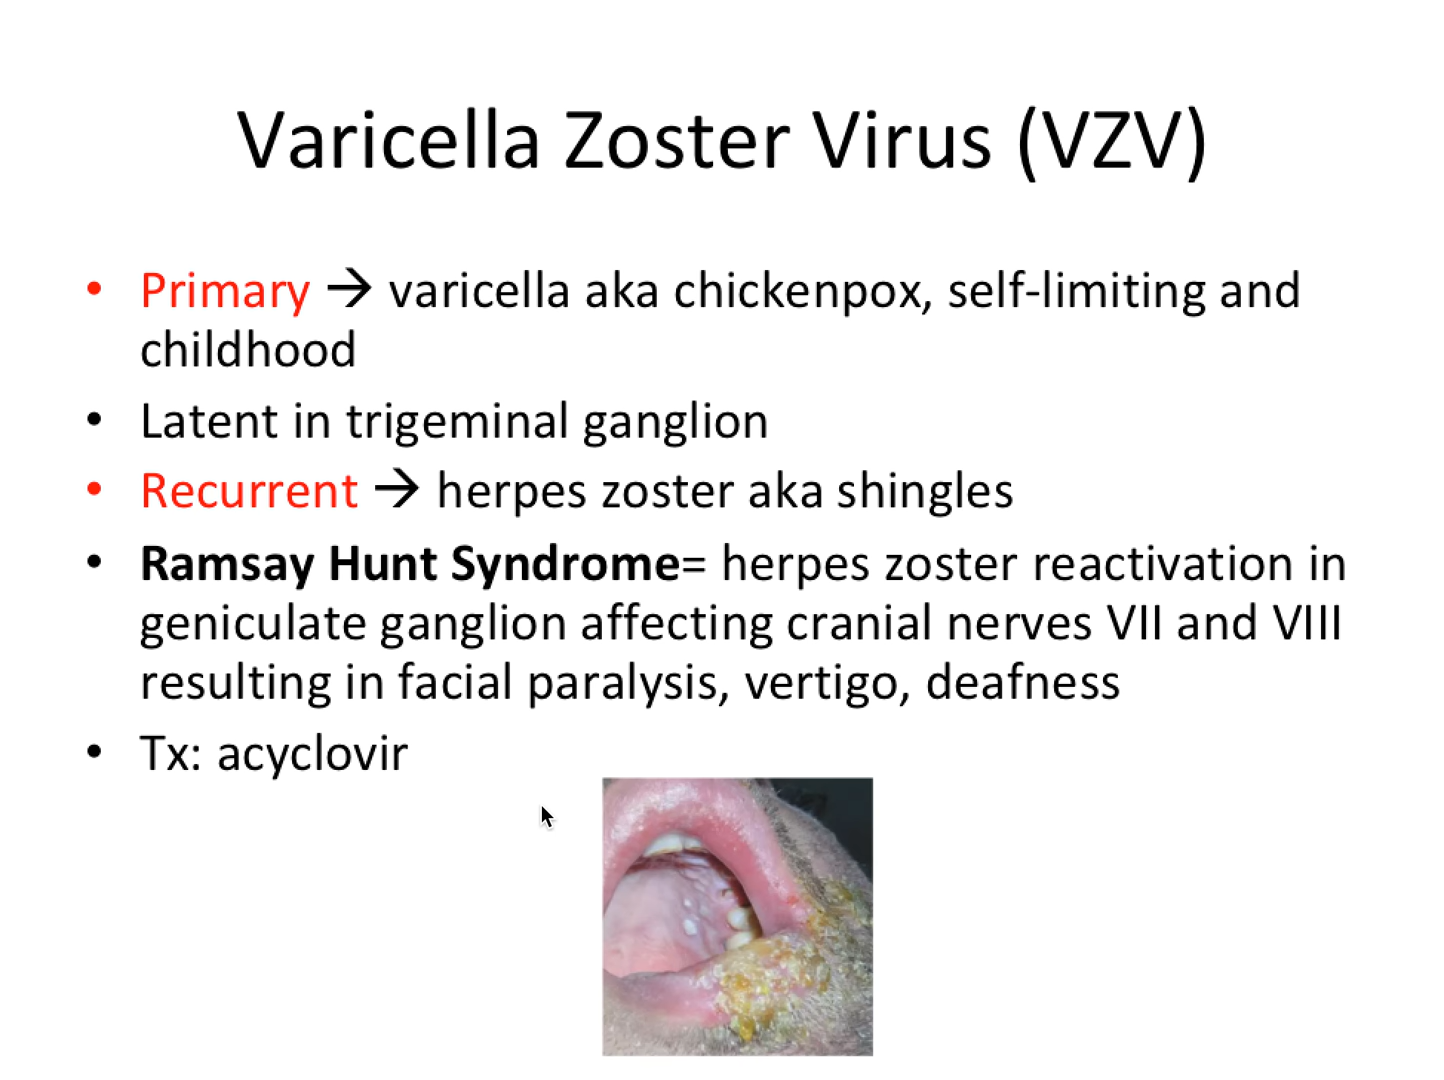 Varicella Zoster Virus (VZV)
• Primary → varicella aka chickenpox, self-limiting and
childhood
• Latent in trigeminal ganglion
• Recurrent → herpes zoster aka shingles
• Ramsay Hunt Syndrome= herpes zoster reactivation in
geniculate ganglion affecting cranial nerves VII and VIII
resulting in facial paralysis, vertigo, deafness
• Tx: acyclovir